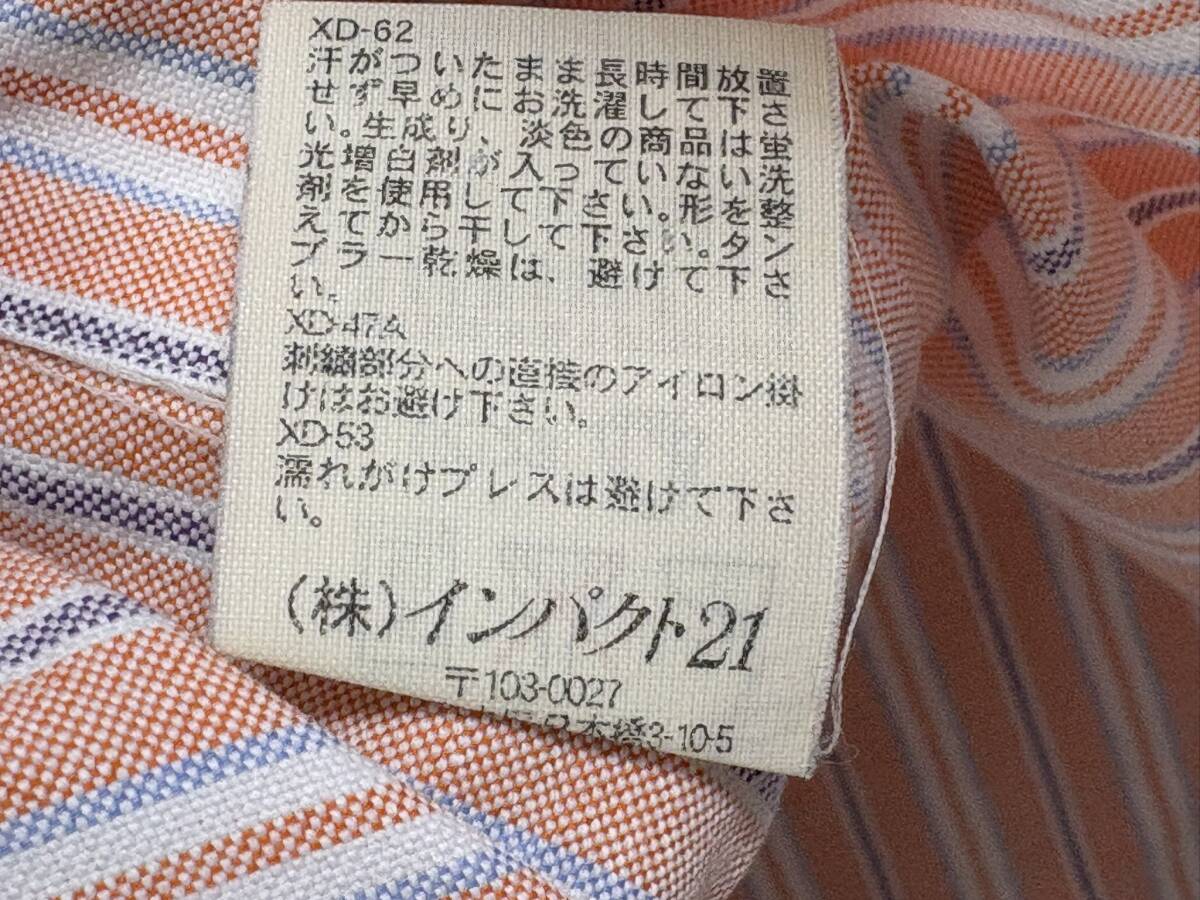 XD-62
汗がついたまま長時間放置さ
せず早めにお洗濯して下さ
い。生成り、淡色の商品は蛍
光増白剤が入っていない洗
剤を使用して下さい。形を整
えてから干して下さい。タン
ブラー乾燥は、避けて下さ
い。
XD-47A
刺繍部分への直接のアイロン掛
けはお避け下さい。
XD-53
濡れがけプレスは避けて下さ
い。
(株)インパクト21
〒103-0027
日本橋3-10-5